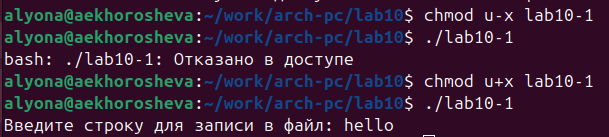 alyona@aekhorosheva:~/work/arch-pc/lab10$ chmod u-x lab10-1
alyona@aekhorosheva:~/work/arch-pc/lab10$ ./lab10-1
bash: ./lab10-1: Отказано в доступе
alyona@aekhorosheva:~/work/arch-pc/lab10$ chmod u+x lab10-1
alyona@aekhorosheva:~/work/arch-pc/lab10$ ./lab10-1
Введите строку для записи в файл: hello